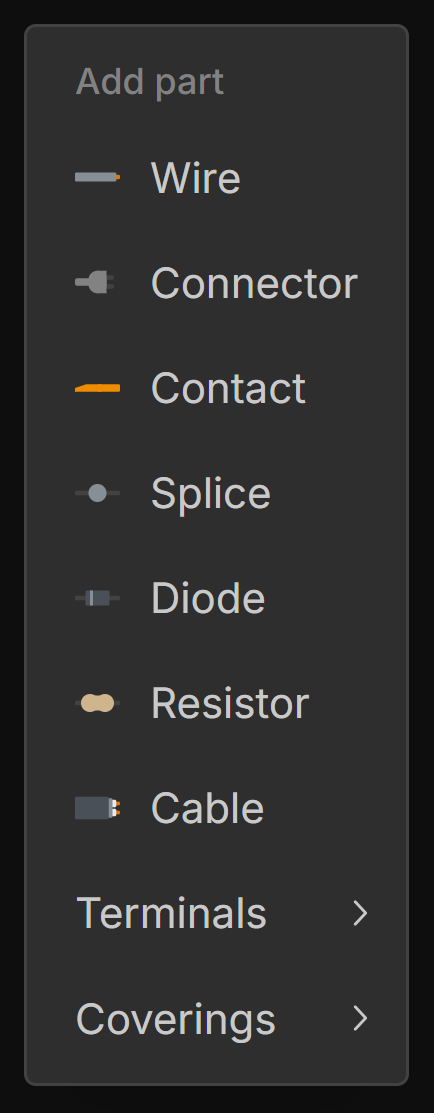 Add part
Wire
Connector
Contact
Splice
Diode
Resistor
Cable
Terminals
Coverings